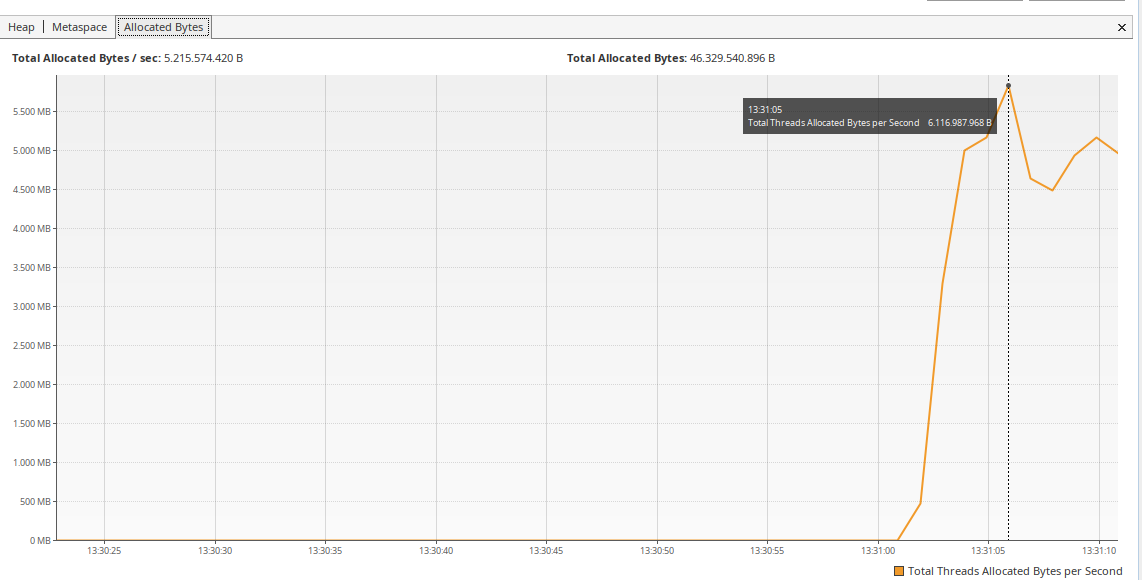 Heap Metaspace Allocated Bytes
Total Allocated Bytes / sec: 5.215.574.420 B Total Allocated Bytes: 46.329.540.896 B
13:31:05
Total Threads Allocated Bytes per Second 6.116.987.968 B
5.500 MB
5.000 MB
4.500 MB
4.000 MB
3.500 MB
3.000 MB
2.500 MB
2.000 MB
1.500 MB
1.000 MB
500 MB
0 MB
13:30:25 13:30:30 13:30:35 13:30:40 13:30:45 13:30:50 13:30:55 13:31:00 13:31:05 13:31:10
Total Threads Allocated Bytes per Second